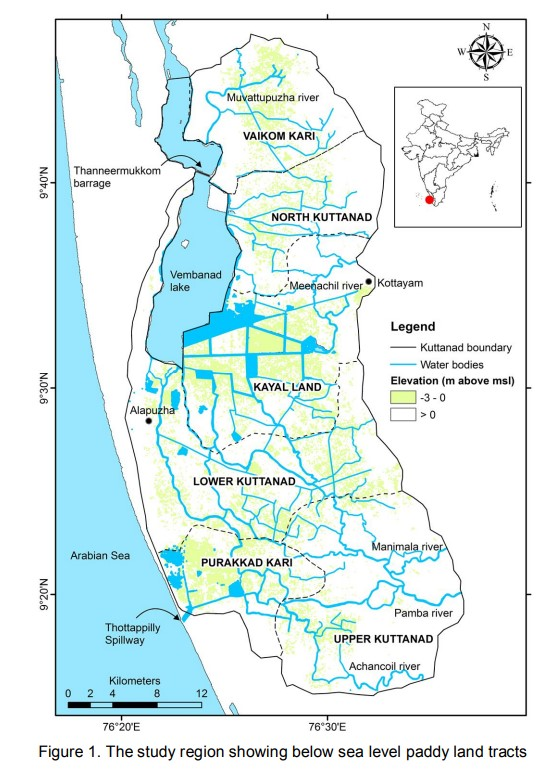 N
W E
S
Muvattupuzha river
VAIKOM KARI
Thanneermukkom
barrage
9°40'
NORTH KUTTANAD
Vembanad
lake
Meenachil river
Kottayam
Legend
Kuttanad boundary
Water bodies
Elevation (m above msl)
-3 - 0
> 0
9°30'
KAYAL LAND
Alapuzha
LOWER KUTTANAD
Manimala river
Arabian Sea
PURAKKAD KARI
9°20'
Pamba river
Thottappilly
Spillway
UPPER KUTTANAD
Achancoil river
Kilometers
0 2 4 8 12
76°20'E 76°30'E
Figure 1. The study region showing below sea level paddy land tracts